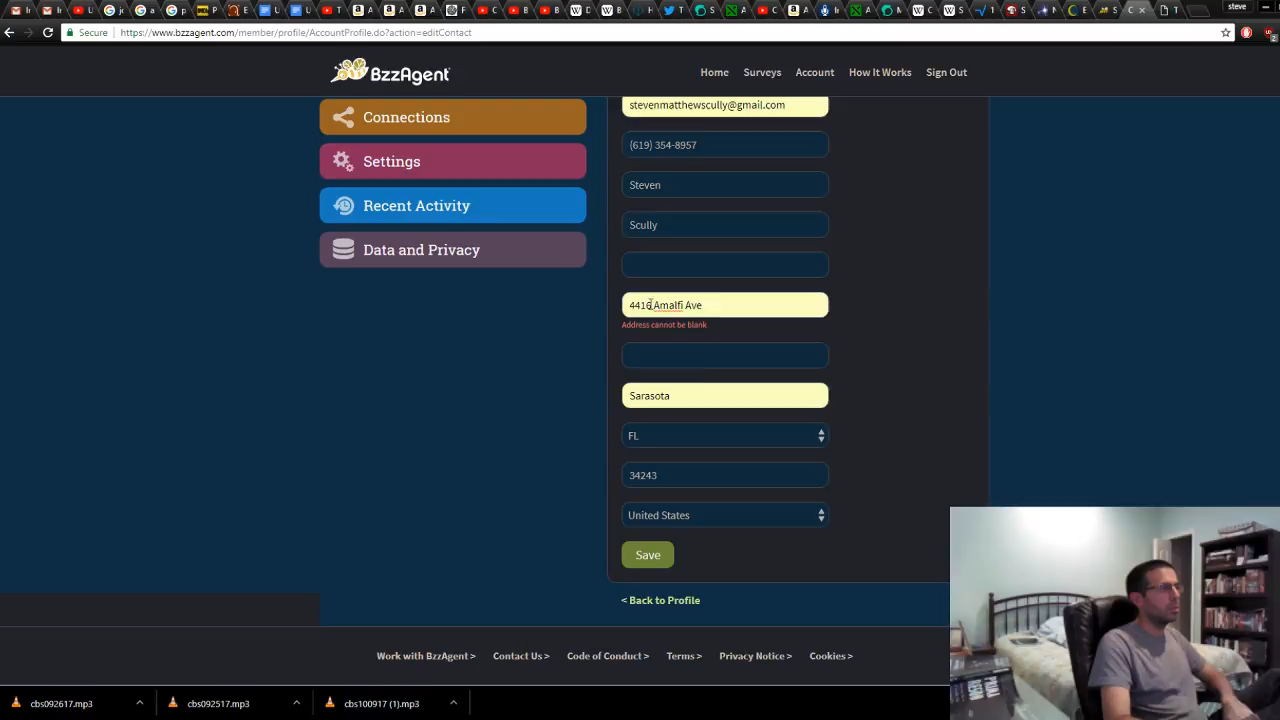 steve
Secure
https://www.bzzagent.com/member/profile/AccountProfile.do?action=editContact
BzzAgent
Home
Surveys
Account
How It Works
Sign Out
Connections
Settings
Recent Activity
Data and Privacy
stevenmatthewscully@gmail.com
(619) 354-8957
Steven
Scully
4416 Amalfi Ave
Address cannot be blank
Sarasota
FL
34243
United States
Save
< Back to Profile
Work with BzzAgent >
Contact Us >
Code of Conduct >
Terms >
Privacy Notice >
Cookies >
cbs092617.mp3
cbs092517.mp3
cbs100917 (1).mp3